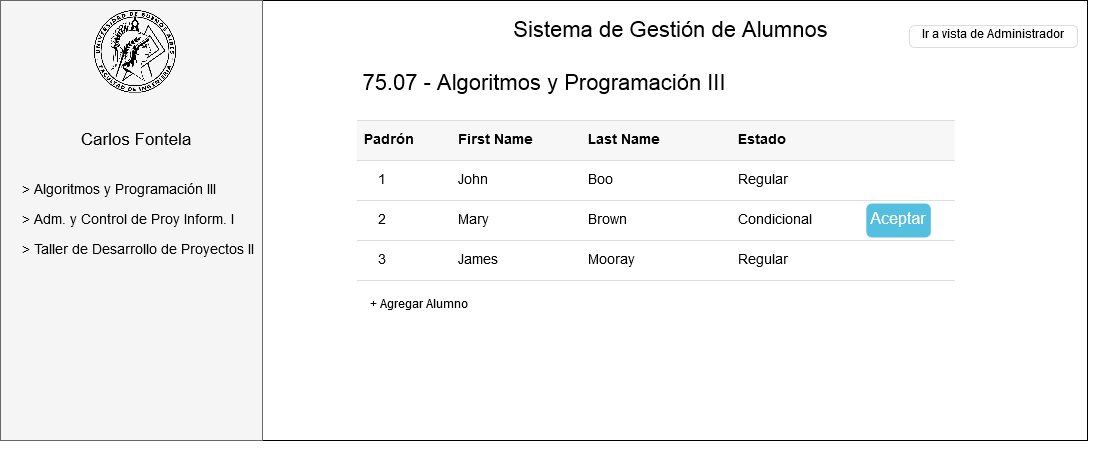 UNIVERSIDAD DE BUENOS AIRES
FACULTAD DE INGENIERIA
Carlos Fontela
> Algoritmos y Programación III
> Adm. y Control de Proy Inform. I
> Taller de Desarrollo de Proyectos II
Sistema de Gestión de Alumnos
Ir a vista de Administrador
75.07 - Algoritmos y Programación III
Padrón First Name Last Name Estado
1 John Boo Regular
2 Mary Brown Condicional Aceptar
3 James Mooray Regular
+ Agregar Alumno